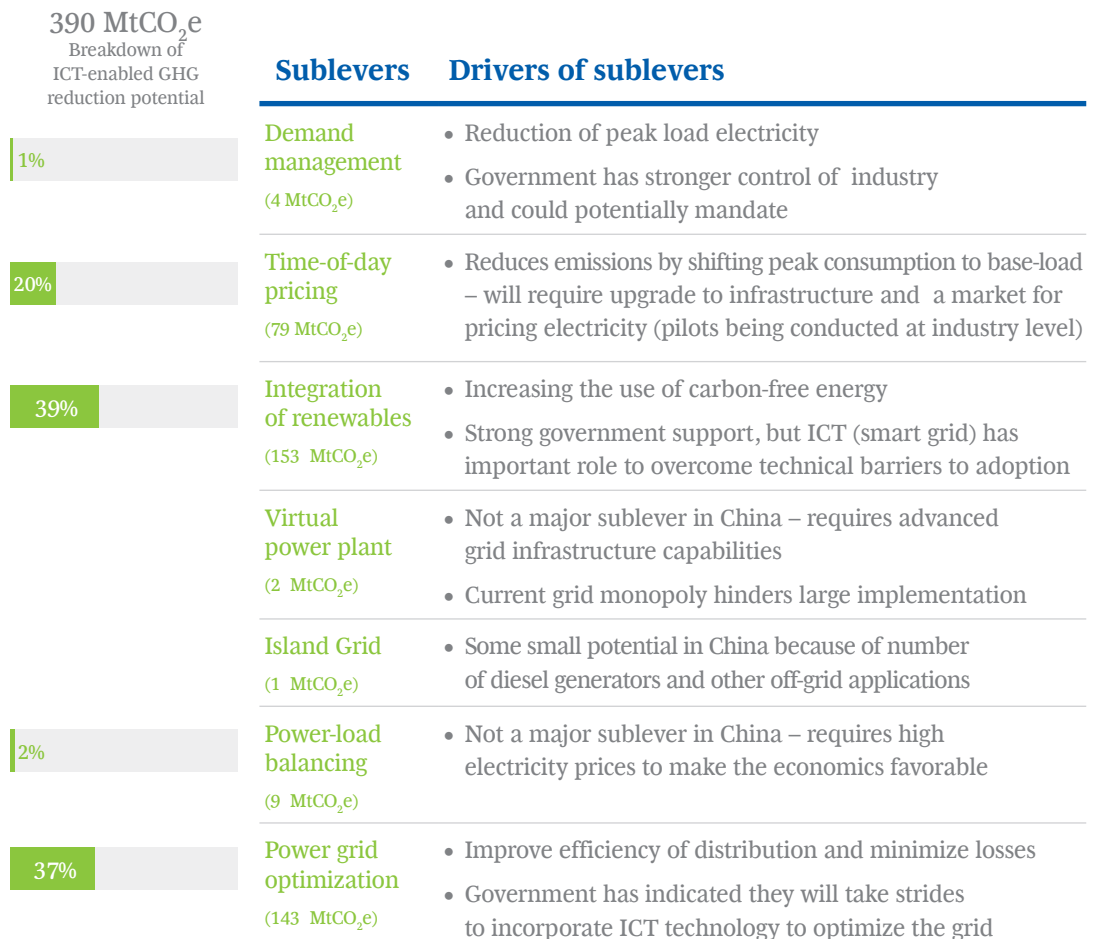 390 MtCO₂e
Breakdown of
ICT-enabled GHG
reduction potential
Sublevers
Drivers of sublevers
1%
Demand
management
(4 MtCO₂e)
• Reduction of peak load electricity
• Government has stronger control of industry
and could potentially mandate
20%
Time-of-day
pricing
(79 MtCO₂e)
• Reduces emissions by shifting peak consumption to base-load
– will require upgrade to infrastructure and a market for
pricing electricity (pilots being conducted at industry level)
39%
Integration
of renewables
(153 MtCO₂e)
• Increasing the use of carbon-free energy
• Strong government support, but ICT (smart grid) has
important role to overcome technical barriers to adoption
Virtual
power plant
(2 MtCO₂e)
• Not a major sublever in China – requires advanced
grid infrastructure capabilities
• Current grid monopoly hinders large implementation
Island Grid
(1 MtCO₂e)
• Some small potential in China because of number
of diesel generators and other off-grid applications
2%
Power-load
balancing
(9 MtCO₂e)
• Not a major sublever in China – requires high
electricity prices to make the economics favorable
37%
Power grid
optimization
(143 MtCO₂e)
• Improve efficiency of distribution and minimize losses
• Government has indicated they will take strides
to incorporate ICT technology to optimize the grid